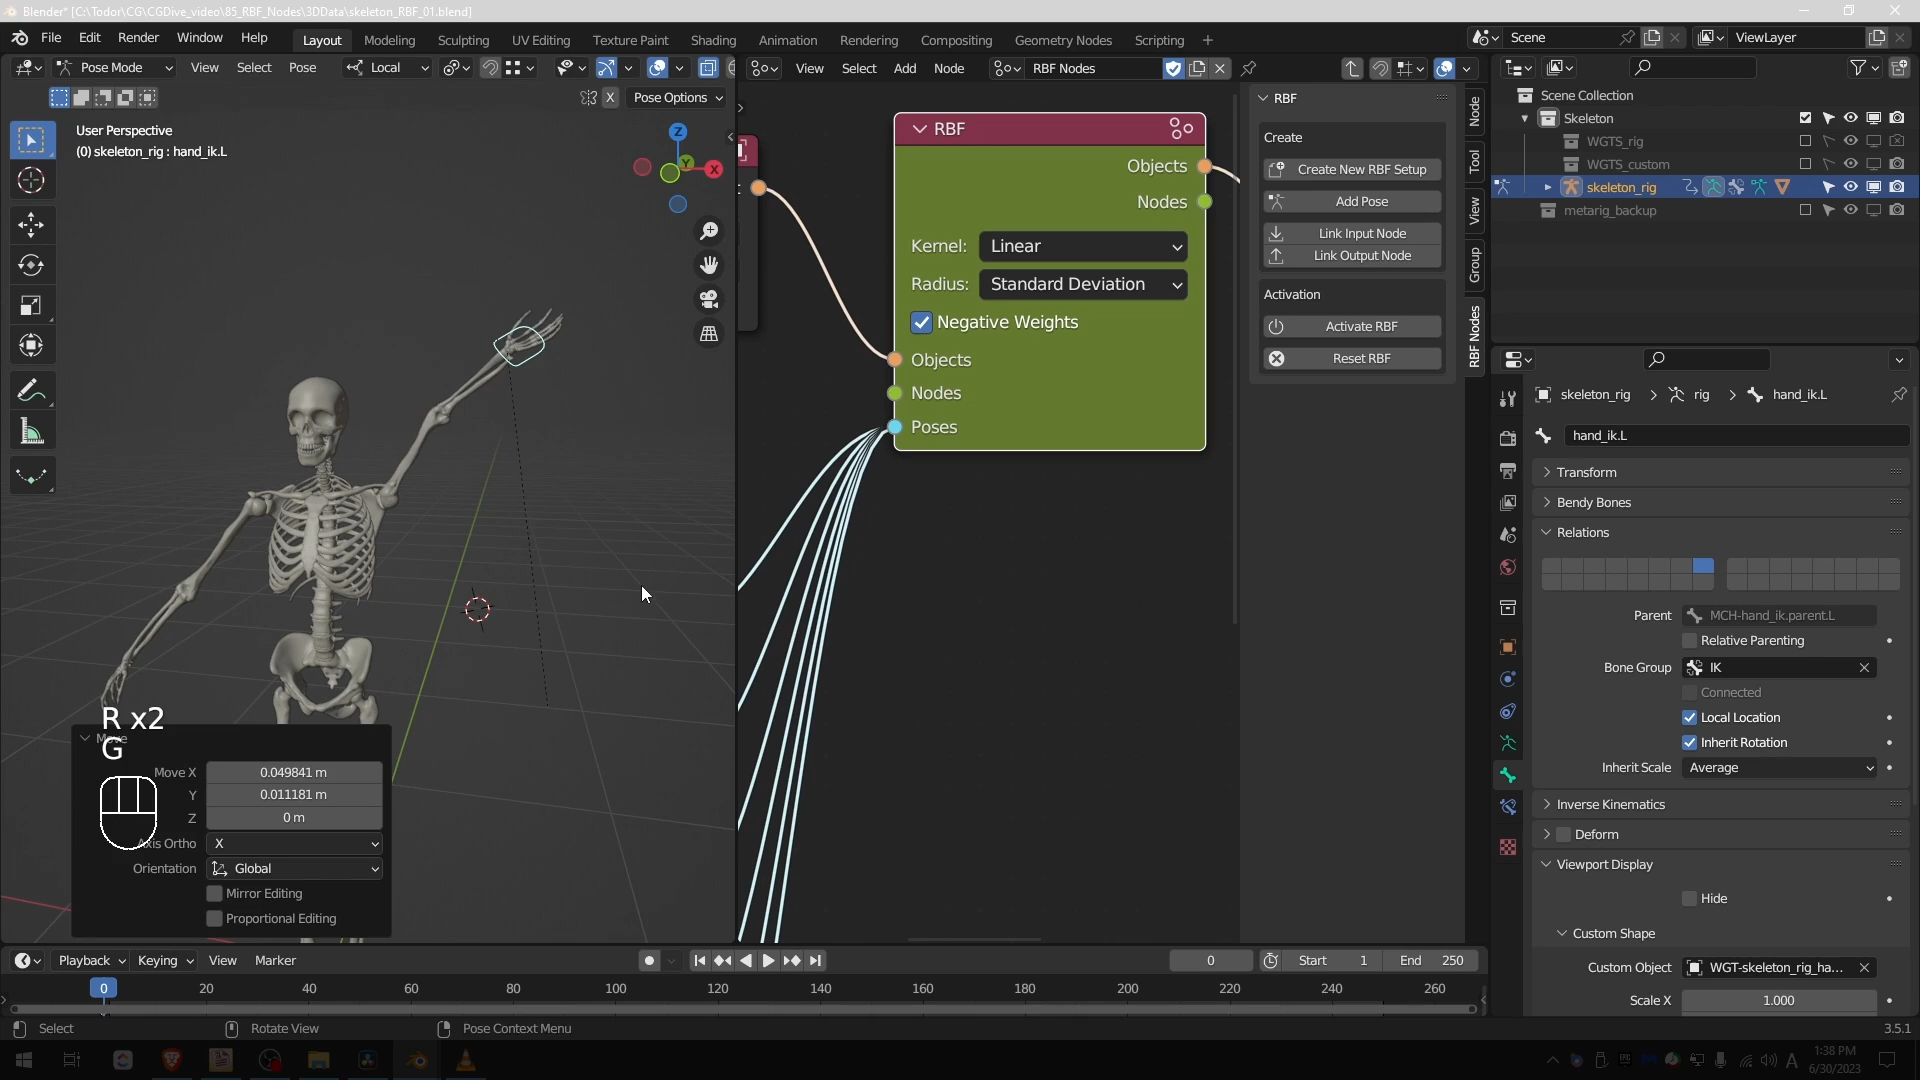 Blender* [C:\Todor\CG\CGDive_video\85_RBF_Nodes\3DData\skeleton_RBF_01.blend]
File Edit Render Window Help Layout Modeling Sculpting UV Editing Texture Paint Shading Animation Rendering Compositing Geometry Nodes Scripting + Scene ViewLayer
Pose Mode View Select Pose Local View Select Add Node RBF Nodes
X Pose Options
User Perspective
(0) skeleton_rig : hand_ik.L
Z
Y
X
RBF
Objects
Nodes
Kernel: Linear
Radius: Standard Deviation
Negative Weights
Objects
Nodes
Poses
RBF
Create
Create New RBF Setup
Add Pose
Link Input Node
Link Output Node
Activation
Activate RBF
Reset RBF
Node
Tool
View
Group
RBF Nodes
Scene Collection
Skeleton
WGTS_rig
WGTS_custom
skeleton_rig
metarig_backup
skeleton_rig > rig > hand_ik.L
hand_ik.L
Transform
Bendy Bones
Relations
Parent MCH-hand_ik.parent.L
Relative Parenting
Bone Group IK
Connected
Local Location
Inherit Rotation
Inherit Scale Average
Inverse Kinematics
Deform
Viewport Display
Hide
Custom Shape
Custom Object WGT-skeleton_rig_ha...
Scale X 1.000
R x2
G
Move X 0.049841 m
Y 0.011181 m
Z 0 m
Axis Ortho X
Orientation Global
Mirror Editing
Proportional Editing
Playback Keying View Marker 0 Start 1 End 250
0 20 40 60 80 100 120 140 160 180 200 220 240 260
Select Rotate View Pose Context Menu 3.5.1
A 1:38 PM
6/30/2023